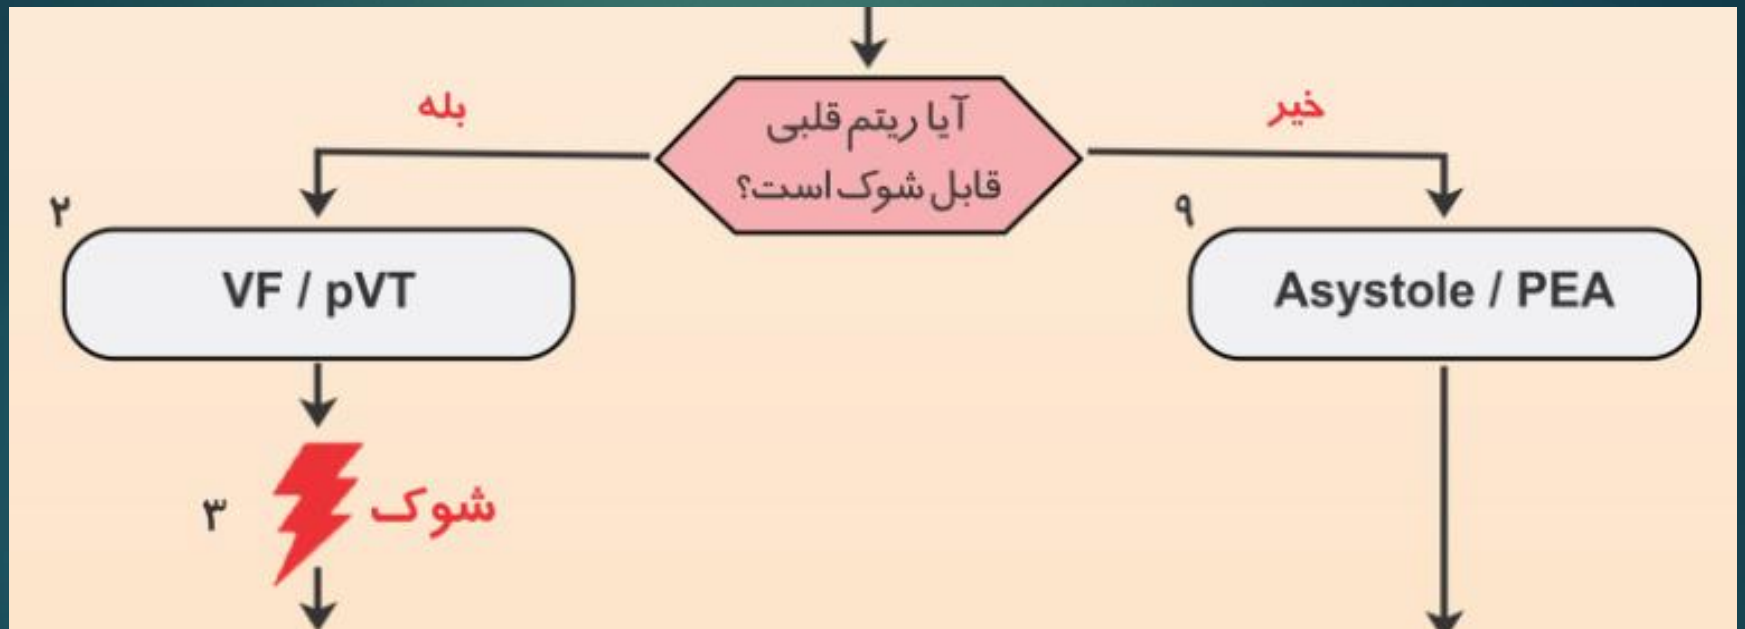 آیا ریتم قلبی
قابل شوک است؟
بله
خیر
۲
VF / pVT
۹
Asystole / PEA
۳
شوک